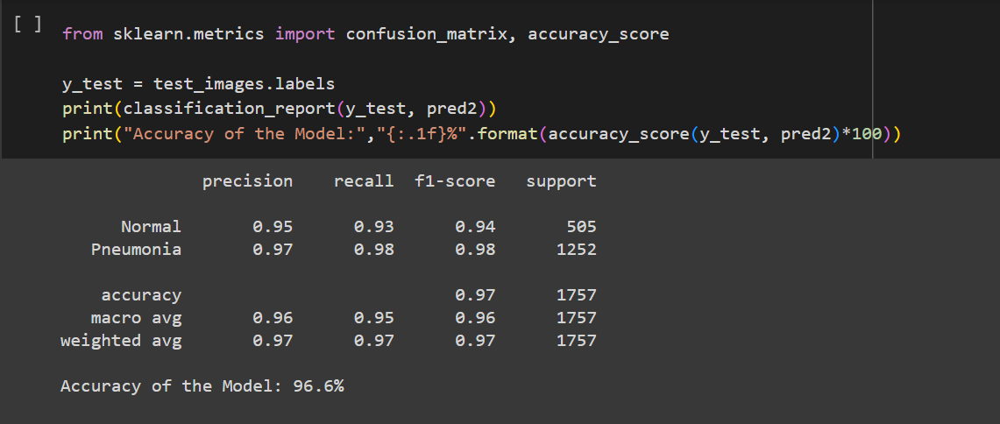 [ ]
from sklearn.metrics import confusion_matrix, accuracy_score
y_test = test_images.labels
print(classification_report(y_test, pred2))
print("Accuracy of the Model:","{:.1f}%".format(accuracy_score(y_test, pred2)*100))
precision recall f1-score support
Normal 0.95 0.93 0.94 505
Pneumonia 0.97 0.98 0.98 1252
accuracy 0.97 1757
macro avg 0.96 0.95 0.96 1757
weighted avg 0.97 0.97 0.97 1757
Accuracy of the Model: 96.6%